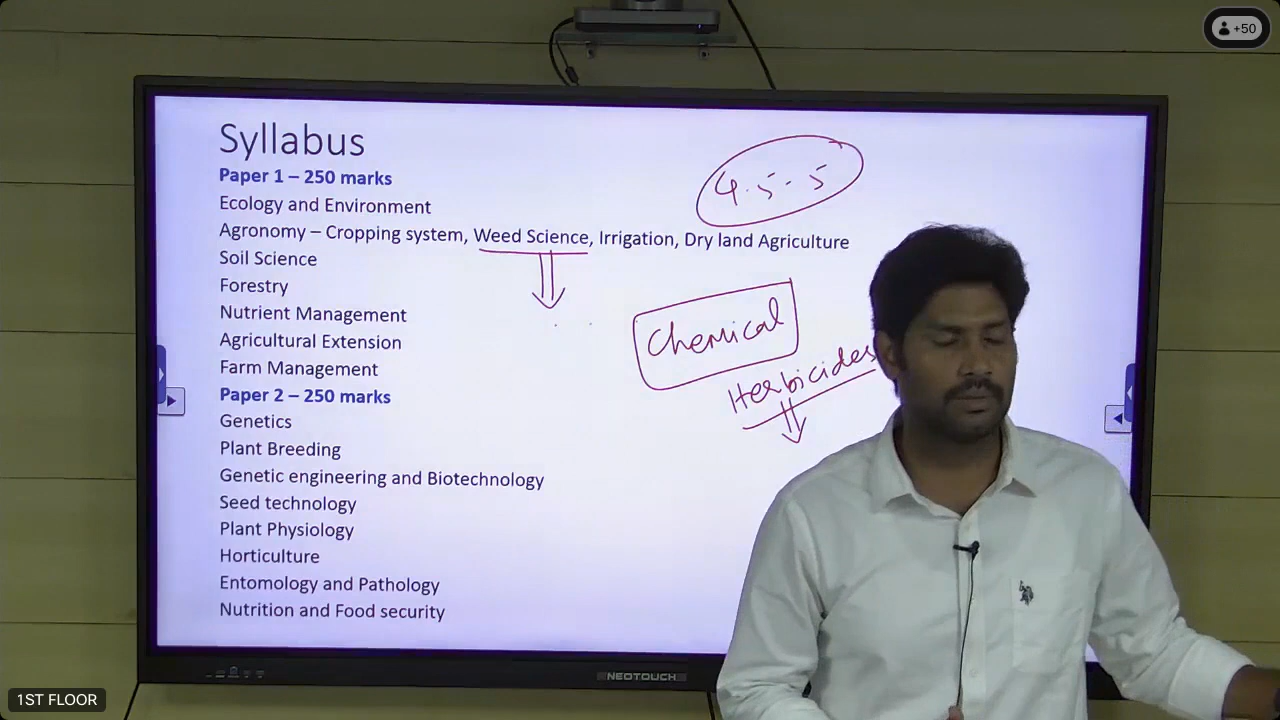 +50
Syllabus
Paper 1 – 250 marks
4.5-5
Ecology and Environment
Agronomy – Cropping system, Weed Science, Irrigation, Dry land Agriculture
Soil Science
Forestry
Nutrient Management
Chemical
Agricultural Extension
Farm Management
Herbicides
Paper 2 – 250 marks
Genetics
Plant Breeding
Genetic engineering and Biotechnology
Seed technology
Plant Physiology
Horticulture
Entomology and Pathology
Nutrition and Food security
NEOTOUCH
1ST FLOOR